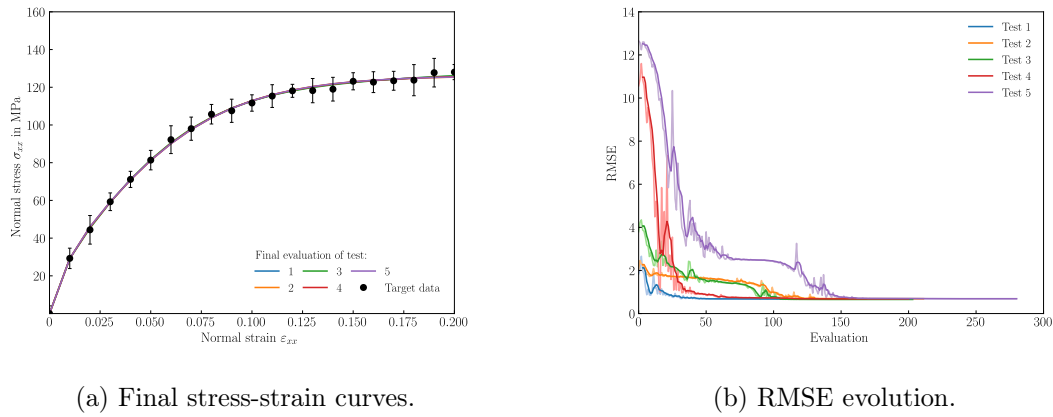 160
140
120
100
80
60
40
20
Normal stress σxx in MPa
Final evaluation of test:
1 3 5
2 4 Target data
0 0.025 0.050 0.075 0.100 0.125 0.150 0.175 0.200
Normal strain εxx
(a) Final stress-strain curves.
14
12
10
8
6
4
2
0
RMSE
Test 1
Test 2
Test 3
Test 4
Test 5
0 50 100 150 200 250 300
Evaluation
(b) RMSE evolution.